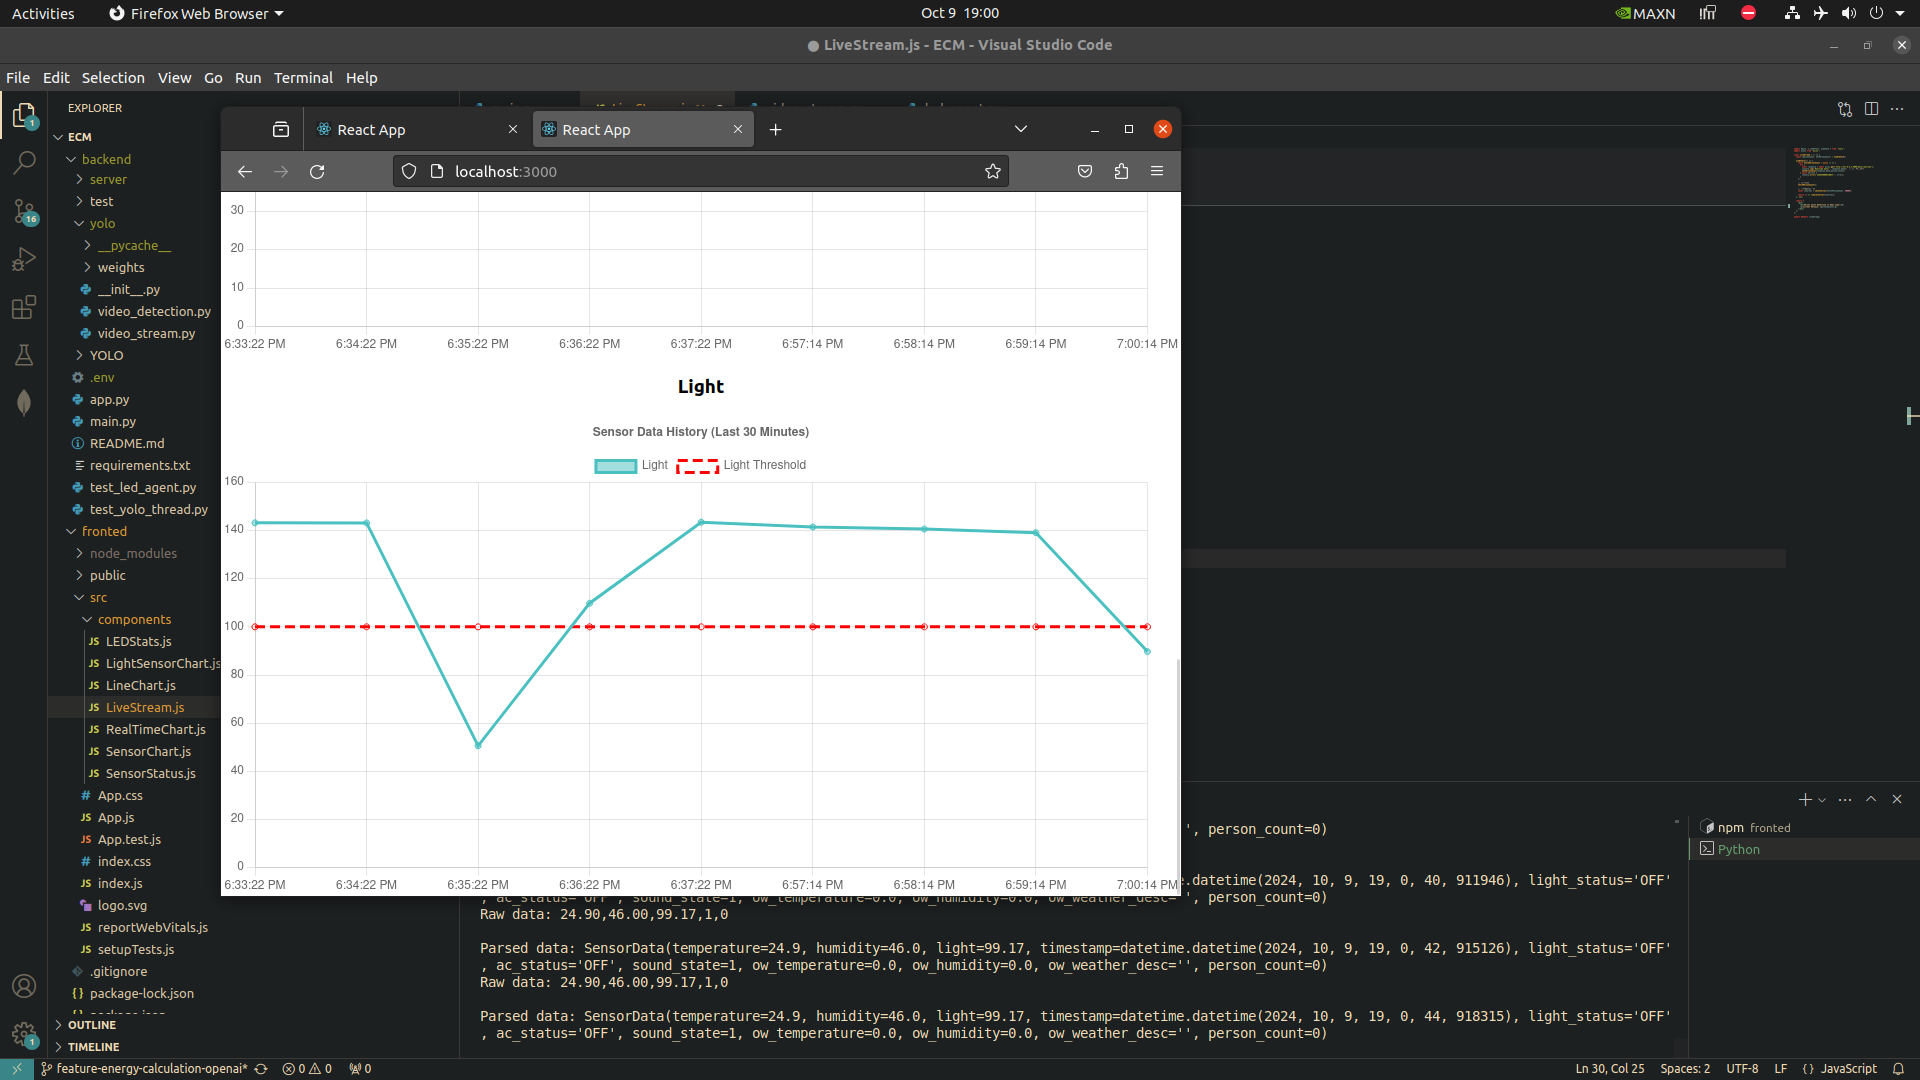 Activities
Firefox Web Browser
Oct 9 19:00
MAXN
LiveStream.js - ECM - Visual Studio Code
File Edit Selection View Go Run Terminal Help
EXPLORER
ECM
backend
server
test
yolo
__pycache__
weights
__init__.py
video_detection.py
video_stream.py
YOLO
.env
app.py
main.py
README.md
requirements.txt
test_led_agent.py
test_yolo_thread.py
fronted
node_modules
public
src
components
LEDStats.js
LightSensorChart.js
LineChart.js
LiveStream.js
RealTimeChart.js
SensorChart.js
SensorStatus.js
App.css
App.js
App.test.js
index.css
index.js
logo.svg
reportWebVitals.js
setupTests.js
.gitignore
package-lock.json
OUTLINE
TIMELINE
React App
React App
localhost:3000
30
20
10
0
6:33:22 PM 6:34:22 PM 6:35:22 PM 6:36:22 PM 6:37:22 PM 6:57:14 PM 6:58:14 PM 6:59:14 PM 7:00:14 PM
Light
Sensor Data History (Last 30 Minutes)
Light
Light Threshold
160
140
120
100
80
60
40
20
0
6:33:22 PM 6:34:22 PM 6:35:22 PM 6:36:22 PM 6:37:22 PM 6:57:14 PM 6:58:14 PM 6:59:14 PM 7:00:14 PM
', person_count=0)
e.datetime(2024, 10, 9, 19, 0, 40, 911946), light_status='OFF'
, ac_status='OFF', sound_state=1, ow_temperature=0.0, ow_humidity=0.0, ow_weather_desc='', person_count=0)
Raw data: 24.90,46.00,99.17,1,0
Parsed data: SensorData(temperature=24.9, humidity=46.0, light=99.17, timestamp=datetime.datetime(2024, 10, 9, 19, 0, 42, 915126), light_status='OFF'
, ac_status='OFF', sound_state=1, ow_temperature=0.0, ow_humidity=0.0, ow_weather_desc='', person_count=0)
Raw data: 24.90,46.00,99.17,1,0
Parsed data: SensorData(temperature=24.9, humidity=46.0, light=99.17, timestamp=datetime.datetime(2024, 10, 9, 19, 0, 44, 918315), light_status='OFF'
, ac_status='OFF', sound_state=1, ow_temperature=0.0, ow_humidity=0.0, ow_weather_desc='', person_count=0)
npm fronted
Python
1
16
1
feature-energy-calculation-openai* 0 0 0
Ln 30, Col 25 Spaces: 2 UTF-8 LF {} JavaScript